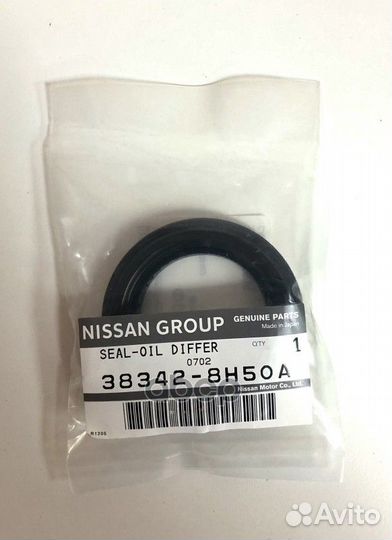 NISSAN GROUP
GENUINE PARTS
Made in Japan
SEAL-OIL DIFFER
Q'TY 1
0702
38342-8H50A
Nissan Motor Co., Ltd.
Avito